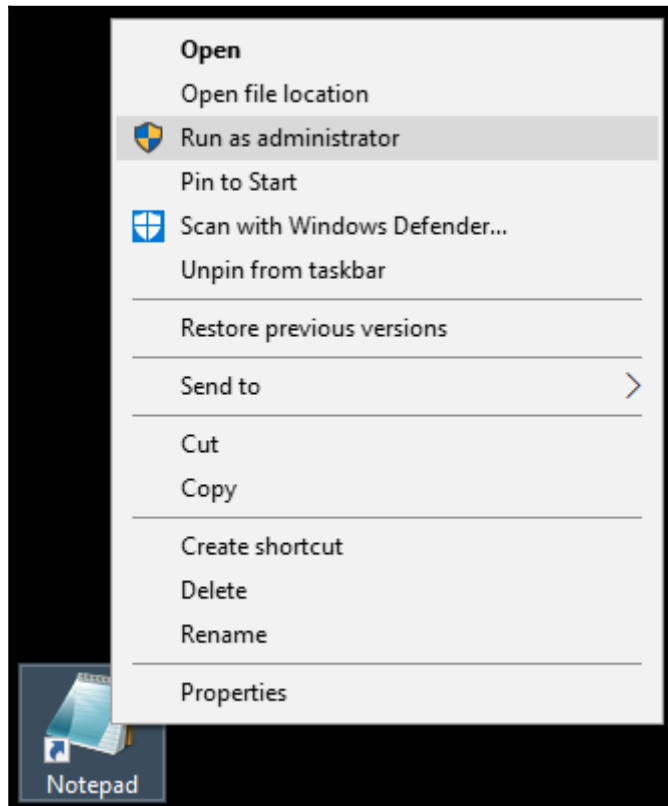 Open
Open file location
Run as administrator
Pin to Start
Scan with Windows Defender...
Unpin from taskbar
Restore previous versions
Send to
Cut
Copy
Create shortcut
Delete
Rename
Properties
Notepad